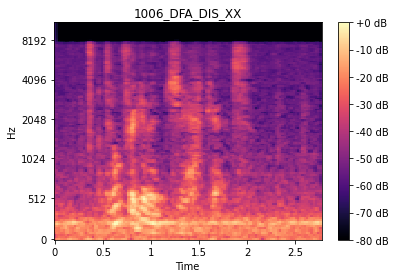 1006_DFA_DIS_XX
+0 dB
8192
-10 dB
4096
-20 dB
-30 dB
2048
Hz
-40 dB
1024
-50 dB
512
-60 dB
-70 dB
0
-80 dB
0 0.5 1 1.5 2 2.5
Time